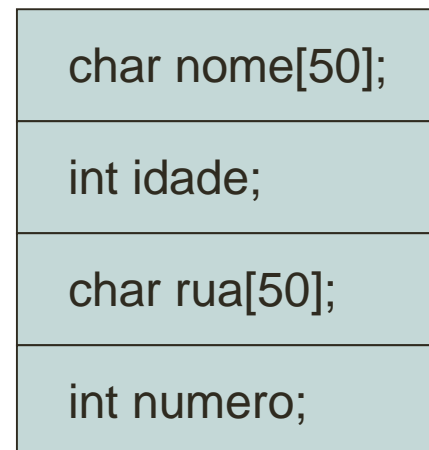 char nome[50];
int idade;
char rua[50];
int numero;